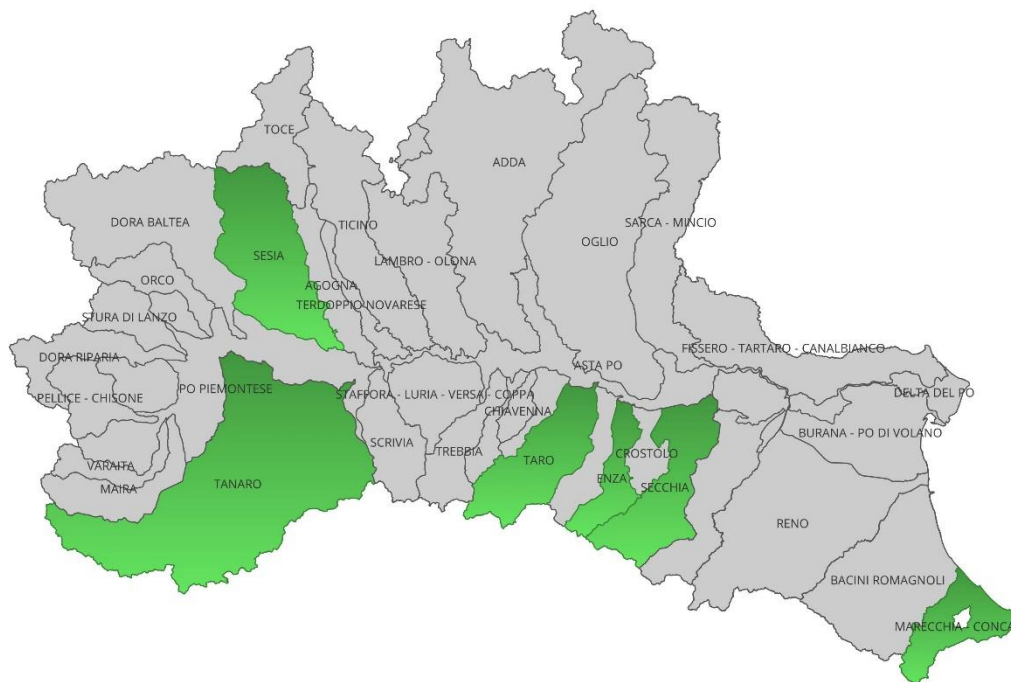 TOCE
ADDA
DORA BALTEA
TICINO
SARCA - MINCIO
OGLIO
SESIA
LAMBRO - OLONA
ORCO
AGOGNA
TERDOPPIO NOVARESE
STURA DI LANZO
FISSERO - TARTARO - CANALBIANCO
DORA RIPARIA
ASTA PO
PO PIEMONTESE
STAFFORA - LURIA - VERSA - COPPA
DELTA DEL PO
PELLICE - CHISONE
CHIAVENNA
BURANA - PO DI VOLANO
SCRIVIA
TREBBIA
CROSTOLO
TARO
VARAITA
ENZA
TANARO
MAIRA
SECCHIA
RENO
BACINI ROMAGNOLI
MARECCHIA - CONCA